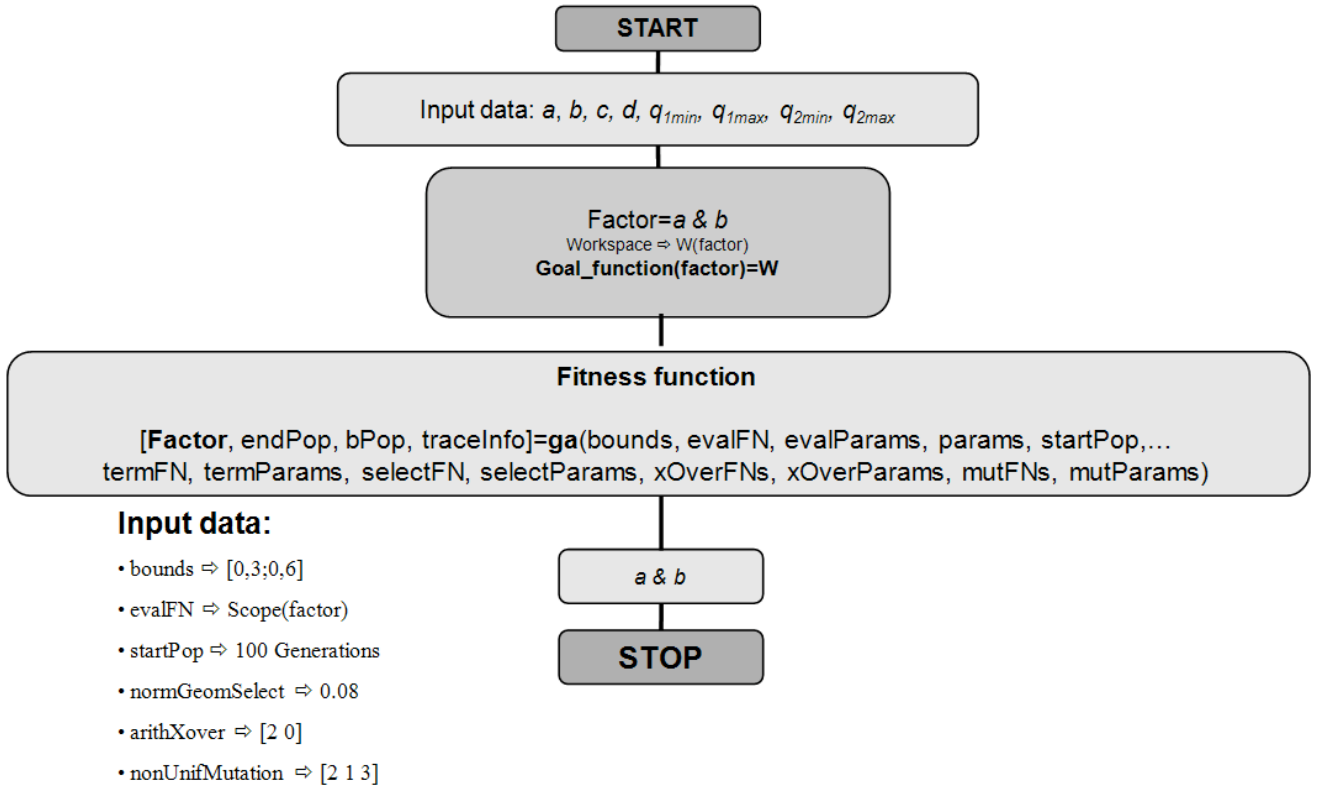 START
Input data: a, b, c, d, q1min, q1max, q2min, q2max
Factor=a & b
Workspace ⇨ W(factor)
Goal_function(factor)=W
Fitness function
[Factor, endPop, bPop, traceInfo]=ga(bounds, evalFN, evalParams, params, startPop,…
termFN, termParams, selectFN, selectParams, xOverFNs, xOverParams, mutFNs, mutParams)
Input data:
• bounds ⇨ [0,3;0,6]
• evalFN ⇨ Scope(factor)
• startPop ⇨ 100 Generations
• normGeomSelect ⇨ 0.08
• arithXover ⇨ [2 0]
• nonUnifMutation ⇨ [2 1 3]
a & b
STOP